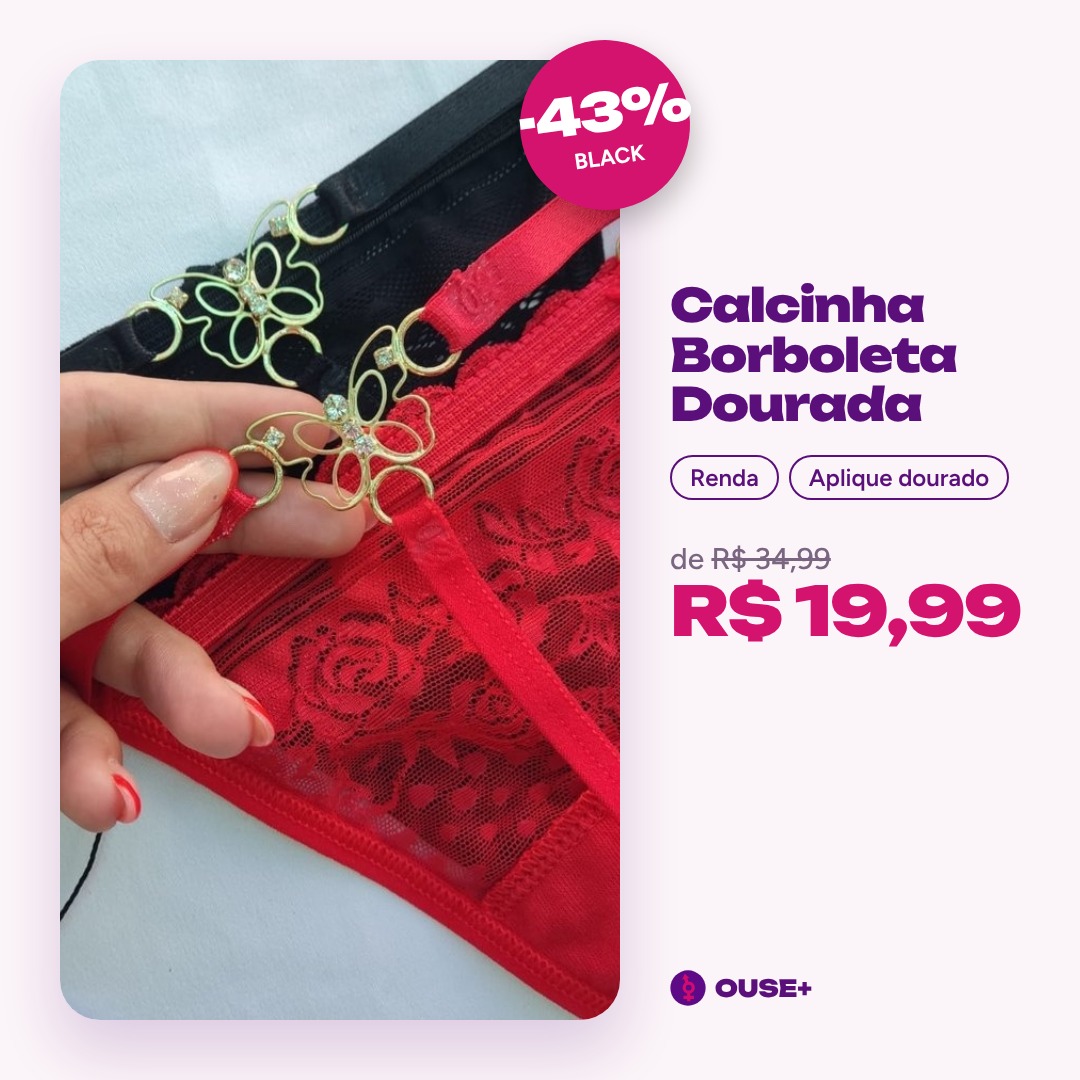 -43%
BLACK
Calcinha
Borboleta
Dourada
Renda
Aplique dourado
de R$ 34,99
R$ 19,99
OUSE+